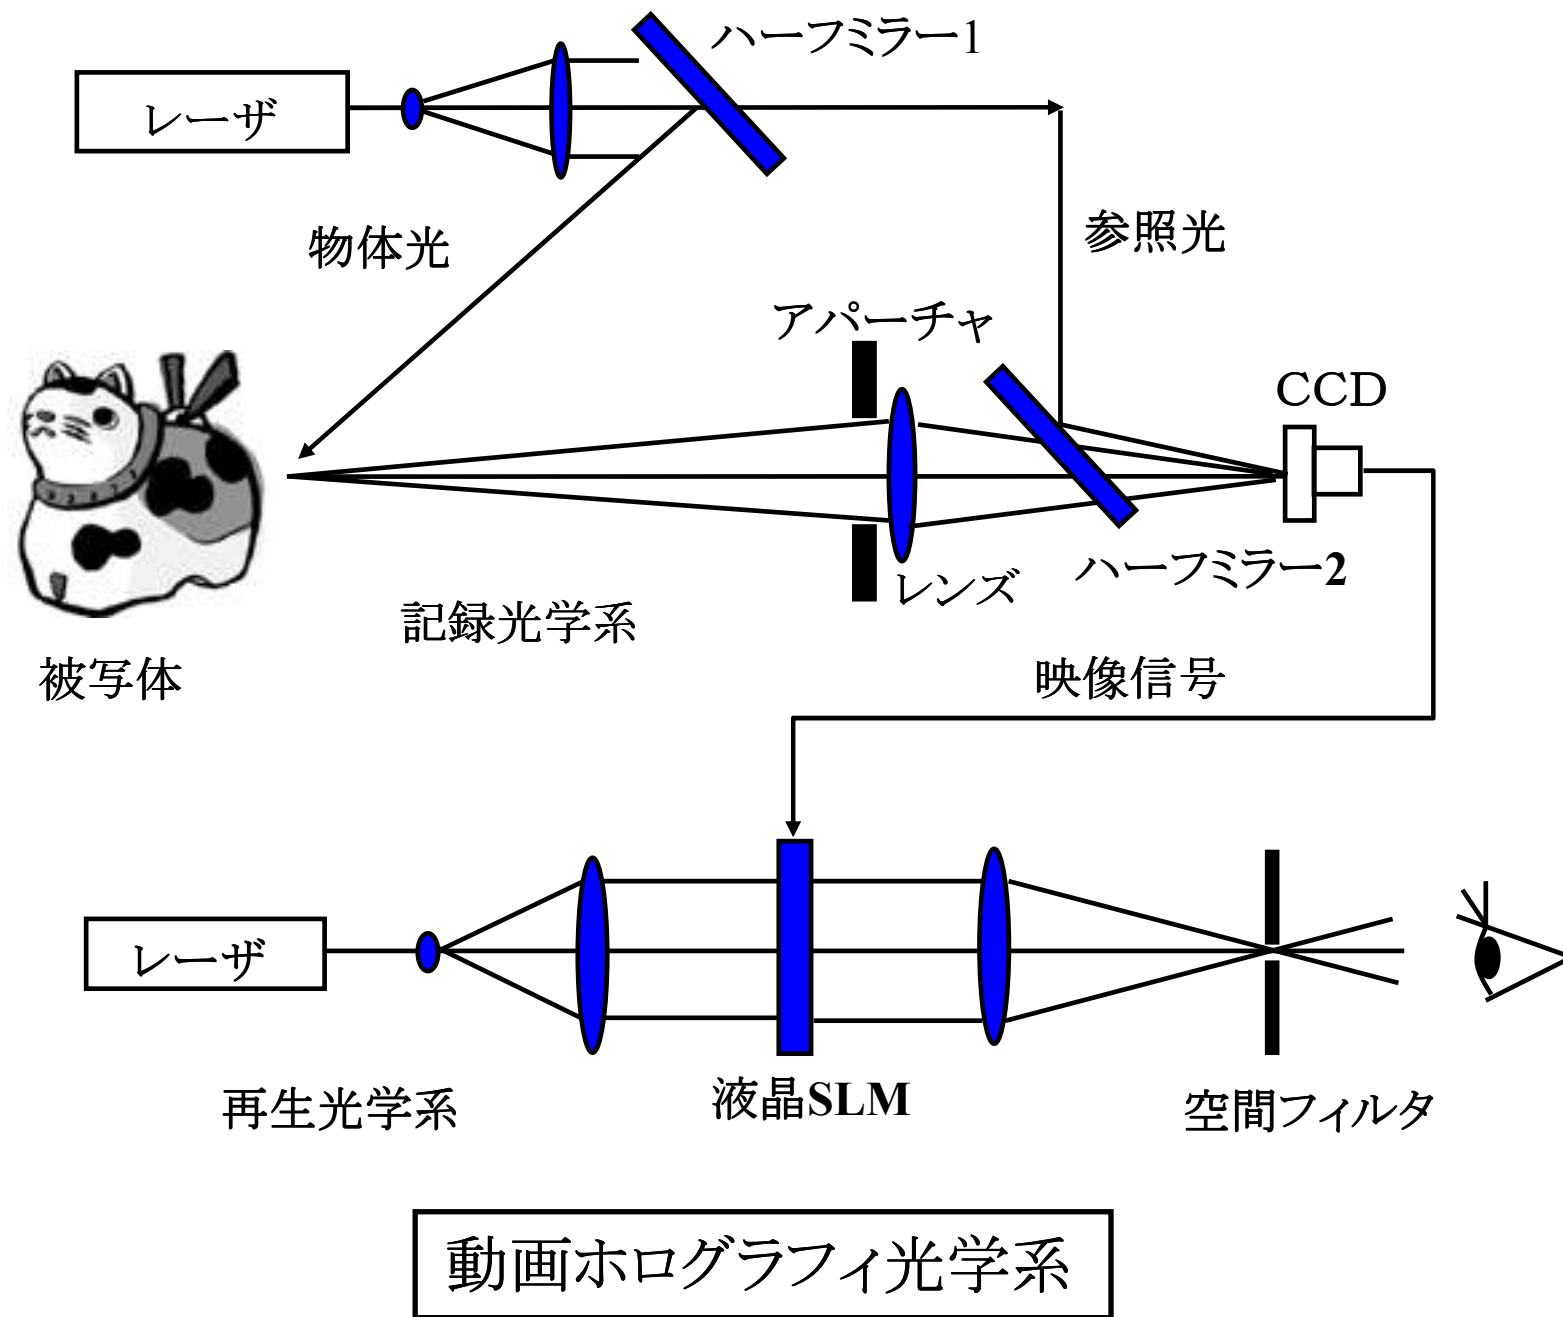 ハーフミラー1
レーザ
物体光
参照光
アパーチャ
CCD
レンズ
ハーフミラー2
記録光学系
被写体
映像信号
レーザ
再生光学系
液晶SLM
空間フィルタ
動画ホログラフィ光学系